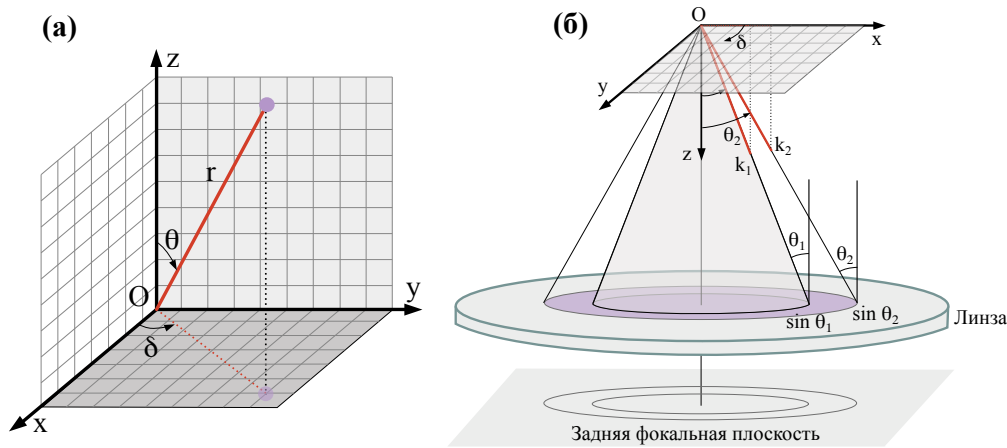 (а)
z
r
θ
O
y
δ
x
(б)
O
x
δ
y
θ₂
z
k₁
k₂
θ₁
θ₂
sin θ₁
sin θ₂
Линза
Задняя фокальная плоскость